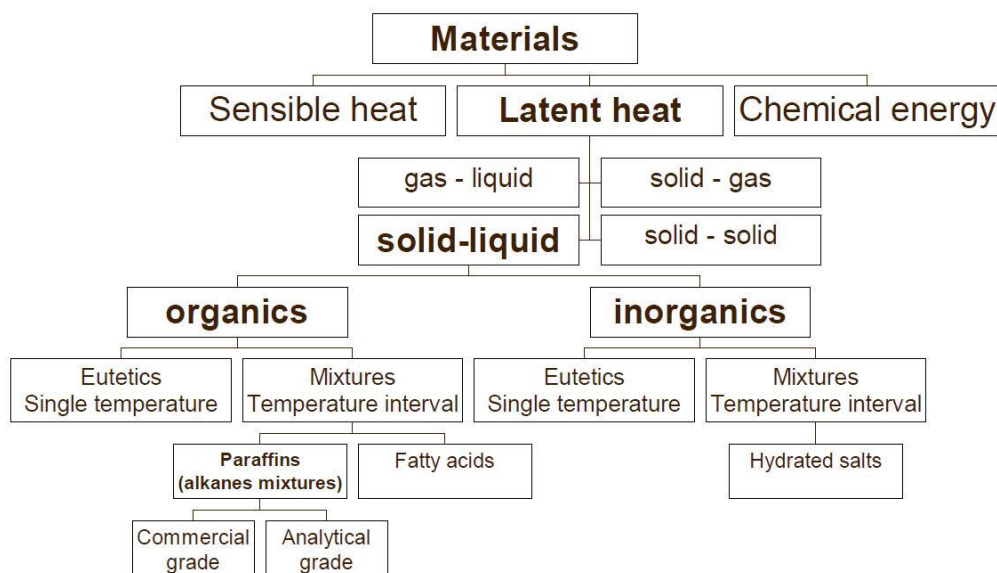 Materials
Sensible heat
Latent heat
Chemical energy
gas - liquid
solid - gas
solid-liquid
solid - solid
organics
inorganics
Eutetics
Single temperature
Mixtures
Temperature interval
Eutetics
Single temperature
Mixtures
Temperature interval
Paraffins
(alkanes mixtures)
Fatty acids
Hydrated salts
Commercial
grade
Analytical
grade